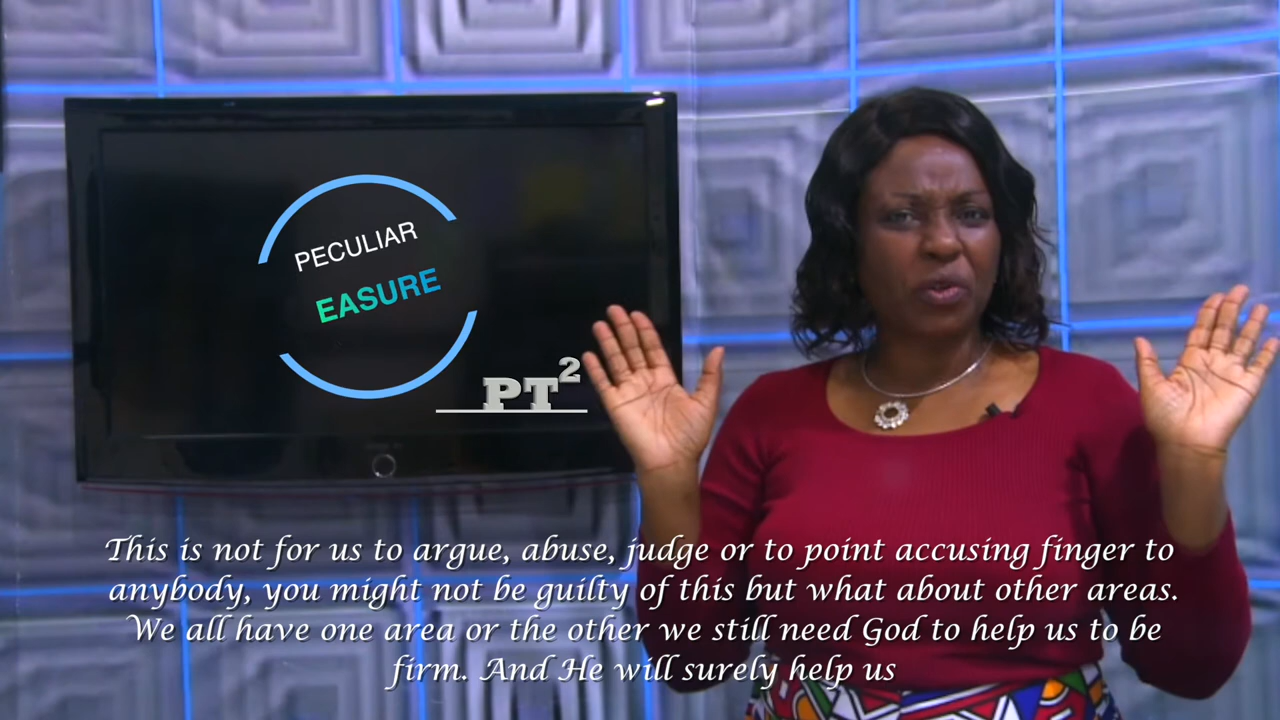 PECULIAR
EASURE
PT2
This is not for us to argue, abuse, judge or to point accusing finger to
anybody, you might not be guilty of this but what about other areas.
We all have one area or the other we still need God to help us to be
firm. And He will surely help us